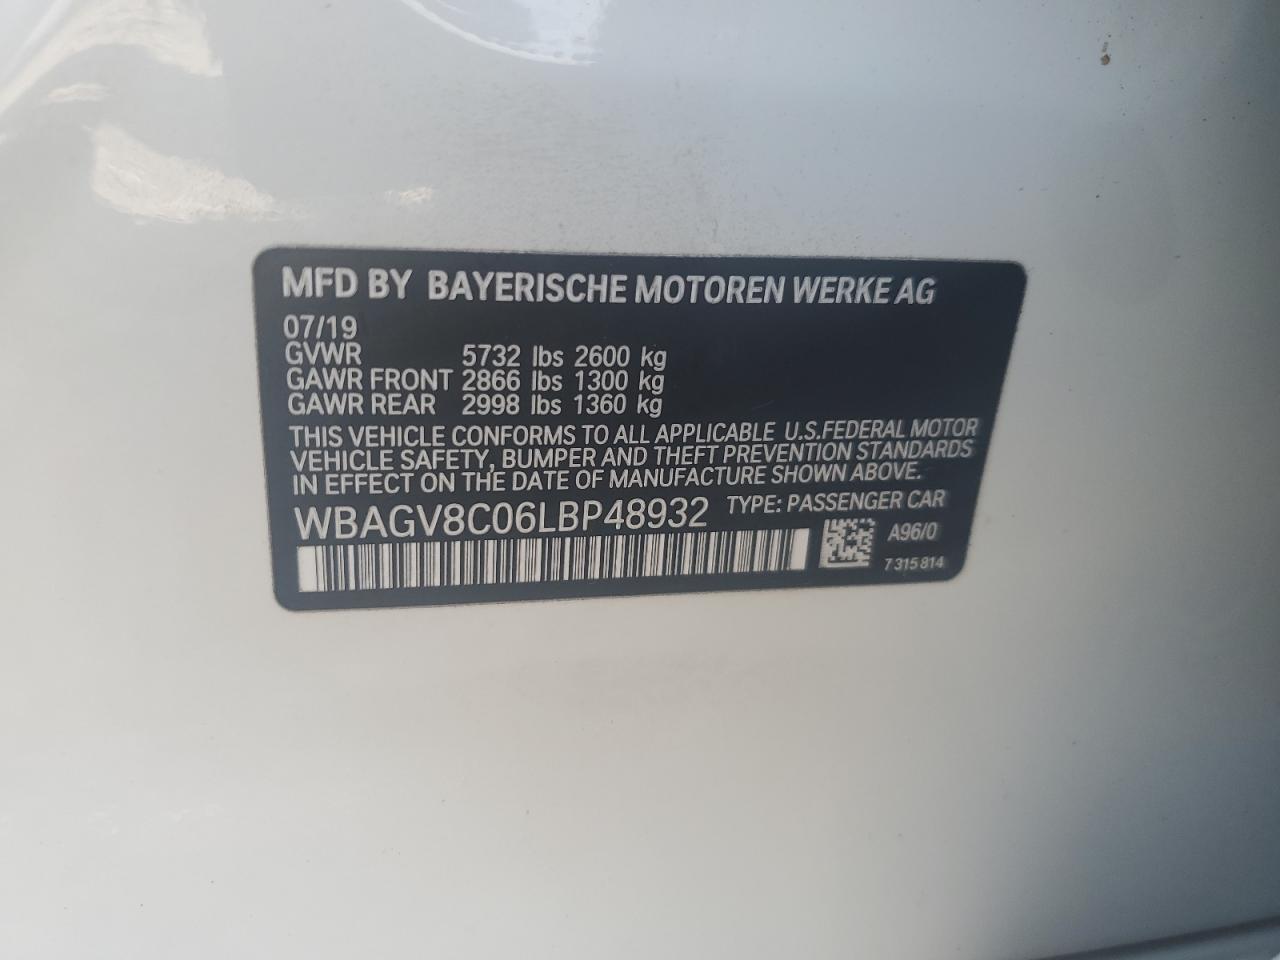 MFD BY BAYERISCHE MOTOREN WERKE AG
07/19
GVWR 5732 lbs 2600 kg
GAWR FRONT 2866 lbs 1300 kg
GAWR REAR 2998 lbs 1360 kg
THIS VEHICLE CONFORMS TO ALL APPLICABLE U.S.FEDERAL MOTOR
VEHICLE SAFETY, BUMPER AND THEFT PREVENTION STANDARDS
IN EFFECT ON THE DATE OF MANUFACTURE SHOWN ABOVE.
WBAGV8C06LBP48932 TYPE: PASSENGER CAR
A96/0
7 315 814